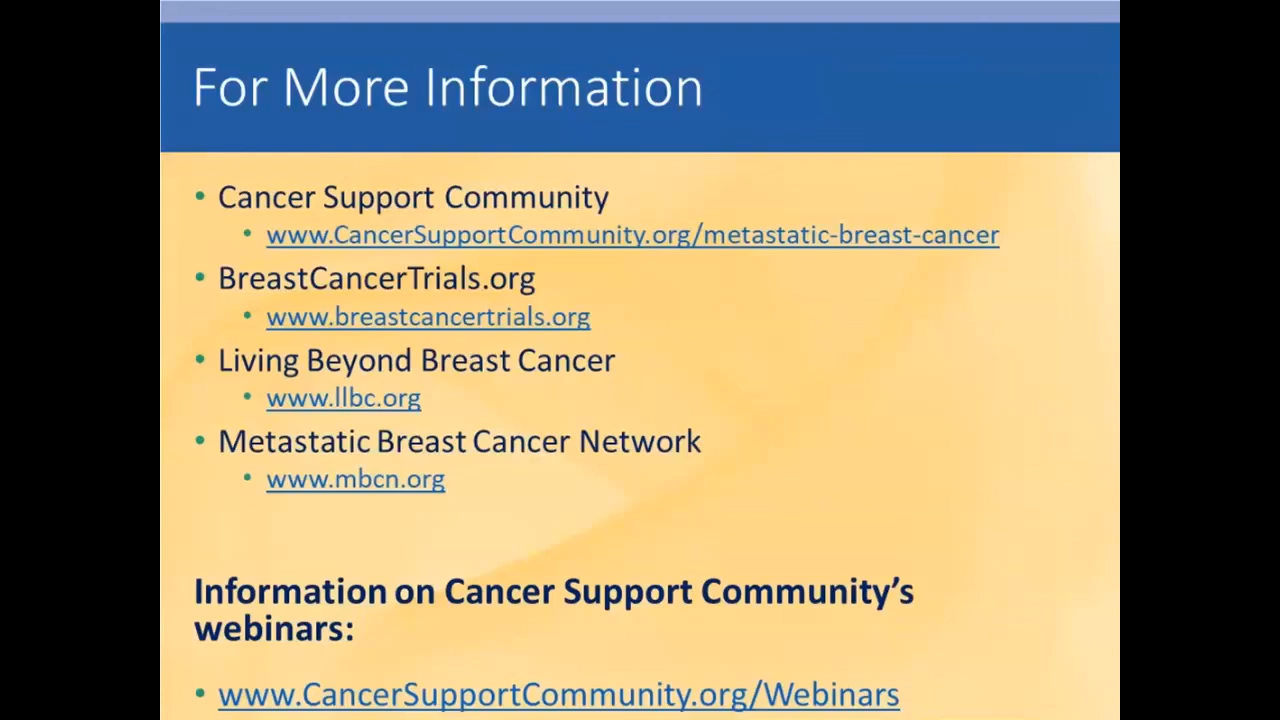 For More Information
• Cancer Support Community
• www.CancerSupportCommunity.org/metastatic-breast-cancer
• BreastCancerTrials.org
• www.breastcancertrials.org
• Living Beyond Breast Cancer
• www.llbc.org
• Metastatic Breast Cancer Network
• www.mbcn.org
Information on Cancer Support Community’s
webinars:
• www.CancerSupportCommunity.org/Webinars